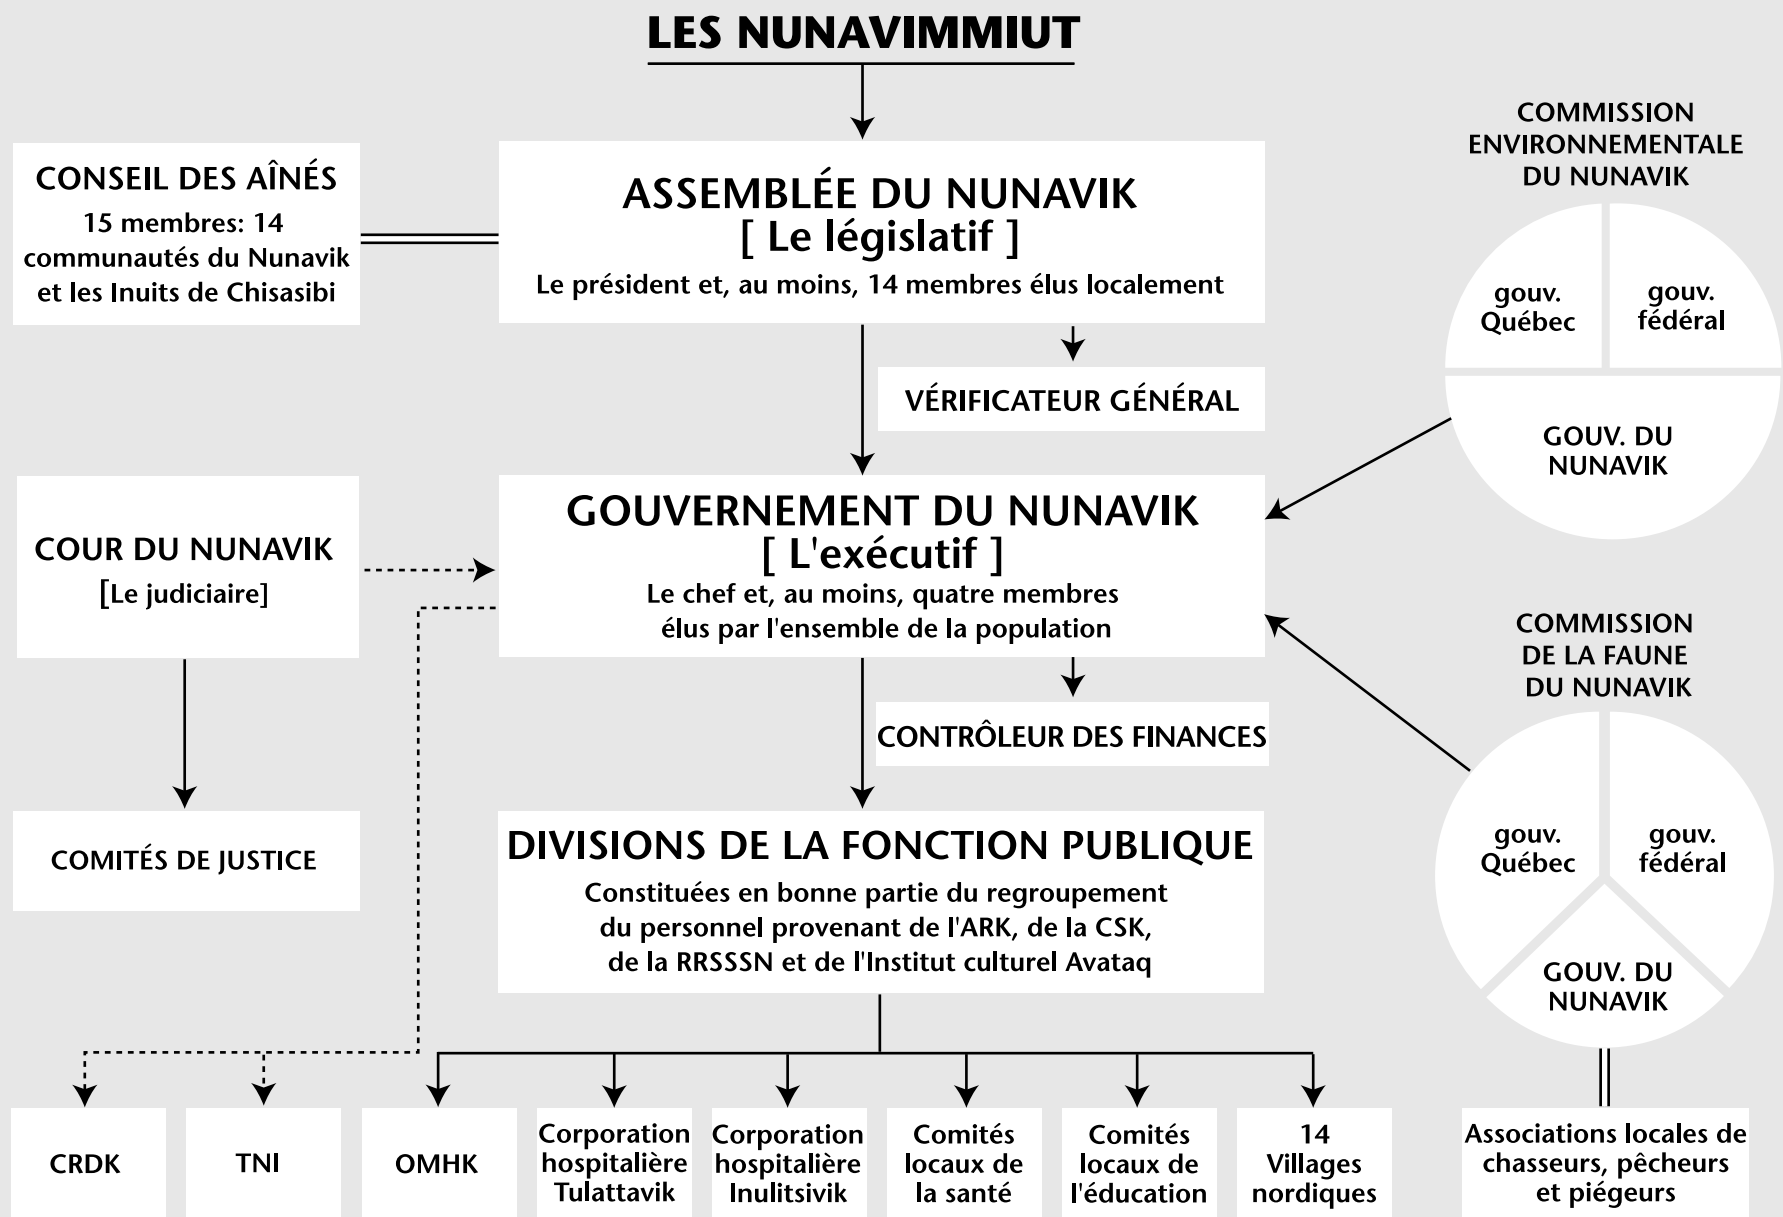 LES NUNAVIMMIUT
CONSEIL DES AÎNÉS
15 membres: 14
communautés du Nunavik
et les Inuits de Chisasibi
ASSEMBLÉE DU NUNAVIK
[ Le législatif ]
Le président et, au moins, 14 membres élus localement
VÉRIFICATEUR GÉNÉRAL
COMMISSION
ENVIRONNEMENTALE
DU NUNAVIK
gouv.
Québec
gouv.
fédéral
GOUV. DU
NUNAVIK
COUR DU NUNAVIK
[Le judiciaire]
GOUVERNEMENT DU NUNAVIK
[ L'exécutif ]
Le chef et, au moins, quatre membres
élus par l'ensemble de la population
CONTRÔLEUR DES FINANCES
COMMISSION
DE LA FAUNE
DU NUNAVIK
gouv.
Québec
gouv.
fédéral
GOUV. DU
NUNAVIK
COMITÉS DE JUSTICE
DIVISIONS DE LA FONCTION PUBLIQUE
Constituées en bonne partie du regroupement
du personnel provenant de l'ARK, de la CSK,
de la RRSSSN et de l'Institut culturel Avataq
CRDK
TNI
OMHK
Corporation
hospitalière
Tulattavik
Corporation
hospitalière
Inulitsivik
Comités
locaux de
la santé
Comités
locaux de
l'éducation
14
Villages
nordiques
Associations locales de
chasseurs, pêcheurs
et piégeurs